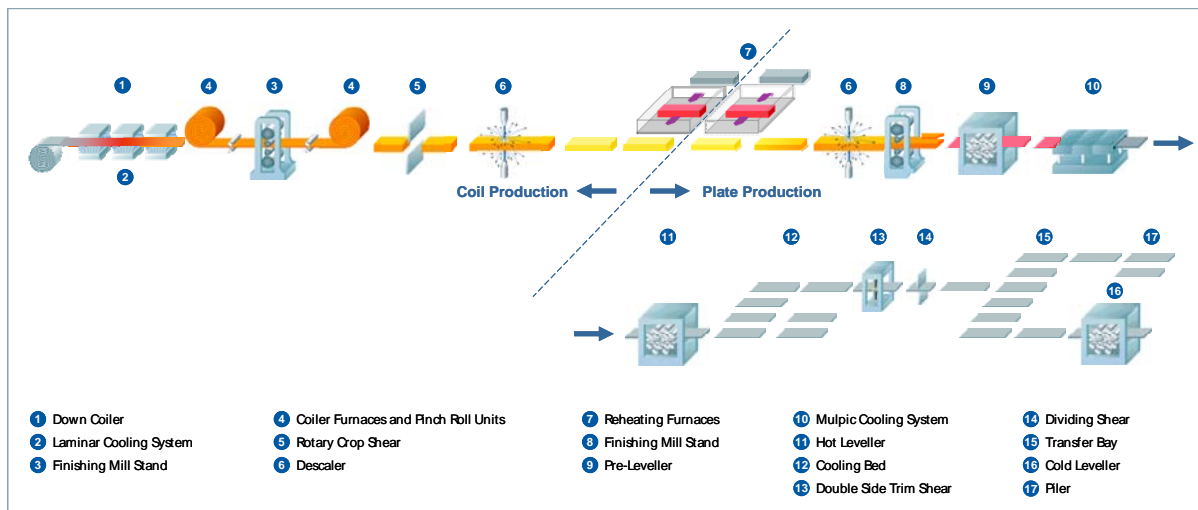 7
1 4 3 4 5 6 6 8 9 10
2
Coil Production Plate Production
11 12 13 14 15 17
16
1 Down Coiler
2 Laminar Cooling System
3 Finishing Mill Stand
4 Coiler Furnaces and Pinch Roll Units
5 Rotary Crop Shear
6 Descaler
7 Reheating Furnaces
8 Finishing Mill Stand
9 Pre-Leveller
10 Mulpic Cooling System
11 Hot Leveller
12 Cooling Bed
13 Double Side Trim Shear
14 Dividing Shear
15 Transfer Bay
16 Cold Leveller
17 Piler